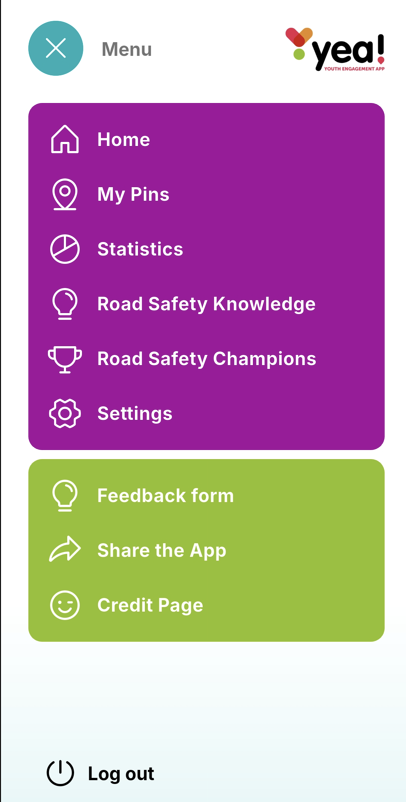 Menu
yea!
YOUTH ENGAGEMENT APP
Home
My Pins
Statistics
Road Safety Knowledge
Road Safety Champions
Settings
Feedback form
Share the App
Credit Page
Log out